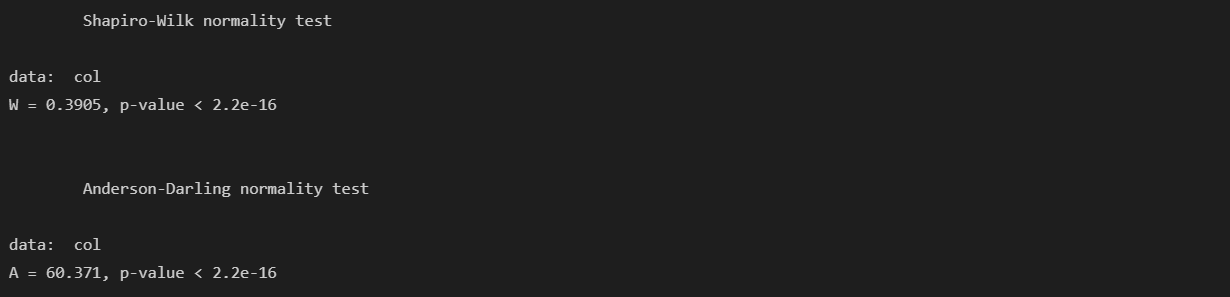 Shapiro-Wilk normality test
data:  col
W = 0.3905, p-value < 2.2e-16
Anderson-Darling normality test
data:  col
A = 60.371, p-value < 2.2e-16